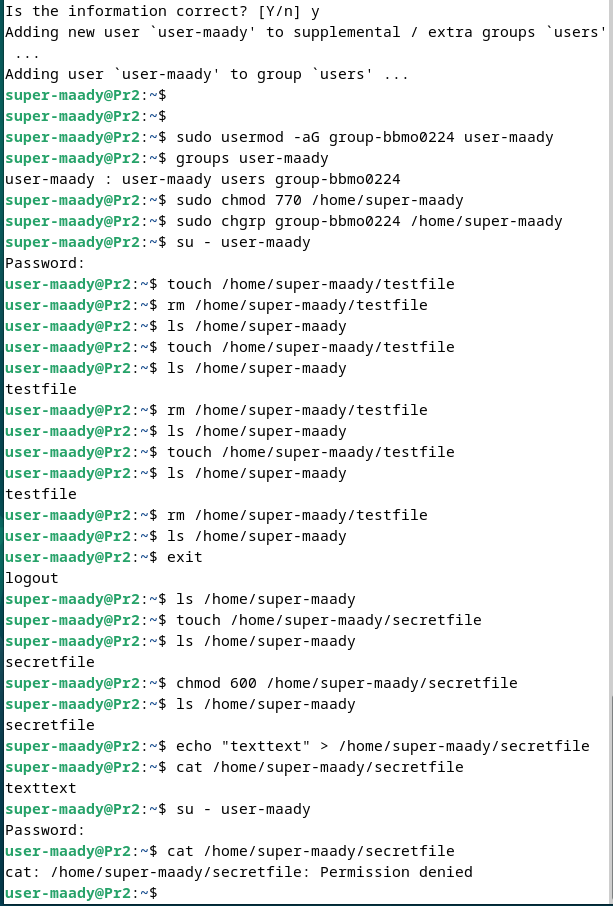 Is the information correct? [Y/n] y
Adding new user `user-maady' to supplemental / extra groups `users'
 ...
Adding user `user-maady' to group `users' ...
super-maady@Pr2:~$
super-maady@Pr2:~$
super-maady@Pr2:~$ sudo usermod -aG group-bbmo0224 user-maady
super-maady@Pr2:~$ groups user-maady
user-maady : user-maady users group-bbmo0224
super-maady@Pr2:~$ sudo chmod 770 /home/super-maady
super-maady@Pr2:~$ sudo chgrp group-bbmo0224 /home/super-maady
super-maady@Pr2:~$ su - user-maady
Password:
user-maady@Pr2:~$ touch /home/super-maady/testfile
user-maady@Pr2:~$ rm /home/super-maady/testfile
user-maady@Pr2:~$ ls /home/super-maady
user-maady@Pr2:~$ touch /home/super-maady/testfile
user-maady@Pr2:~$ ls /home/super-maady
testfile
user-maady@Pr2:~$ rm /home/super-maady/testfile
user-maady@Pr2:~$ ls /home/super-maady
user-maady@Pr2:~$ touch /home/super-maady/testfile
user-maady@Pr2:~$ ls /home/super-maady
testfile
user-maady@Pr2:~$ rm /home/super-maady/testfile
user-maady@Pr2:~$ ls /home/super-maady
user-maady@Pr2:~$ exit
logout
super-maady@Pr2:~$ ls /home/super-maady
super-maady@Pr2:~$ touch /home/super-maady/secretfile
super-maady@Pr2:~$ ls /home/super-maady
secretfile
super-maady@Pr2:~$ chmod 600 /home/super-maady/secretfile
super-maady@Pr2:~$ ls /home/super-maady
secretfile
super-maady@Pr2:~$ echo "texttext" > /home/super-maady/secretfile
super-maady@Pr2:~$ cat /home/super-maady/secretfile
texttext
super-maady@Pr2:~$ su - user-maady
Password:
user-maady@Pr2:~$ cat /home/super-maady/secretfile
cat: /home/super-maady/secretfile: Permission denied
user-maady@Pr2:~$